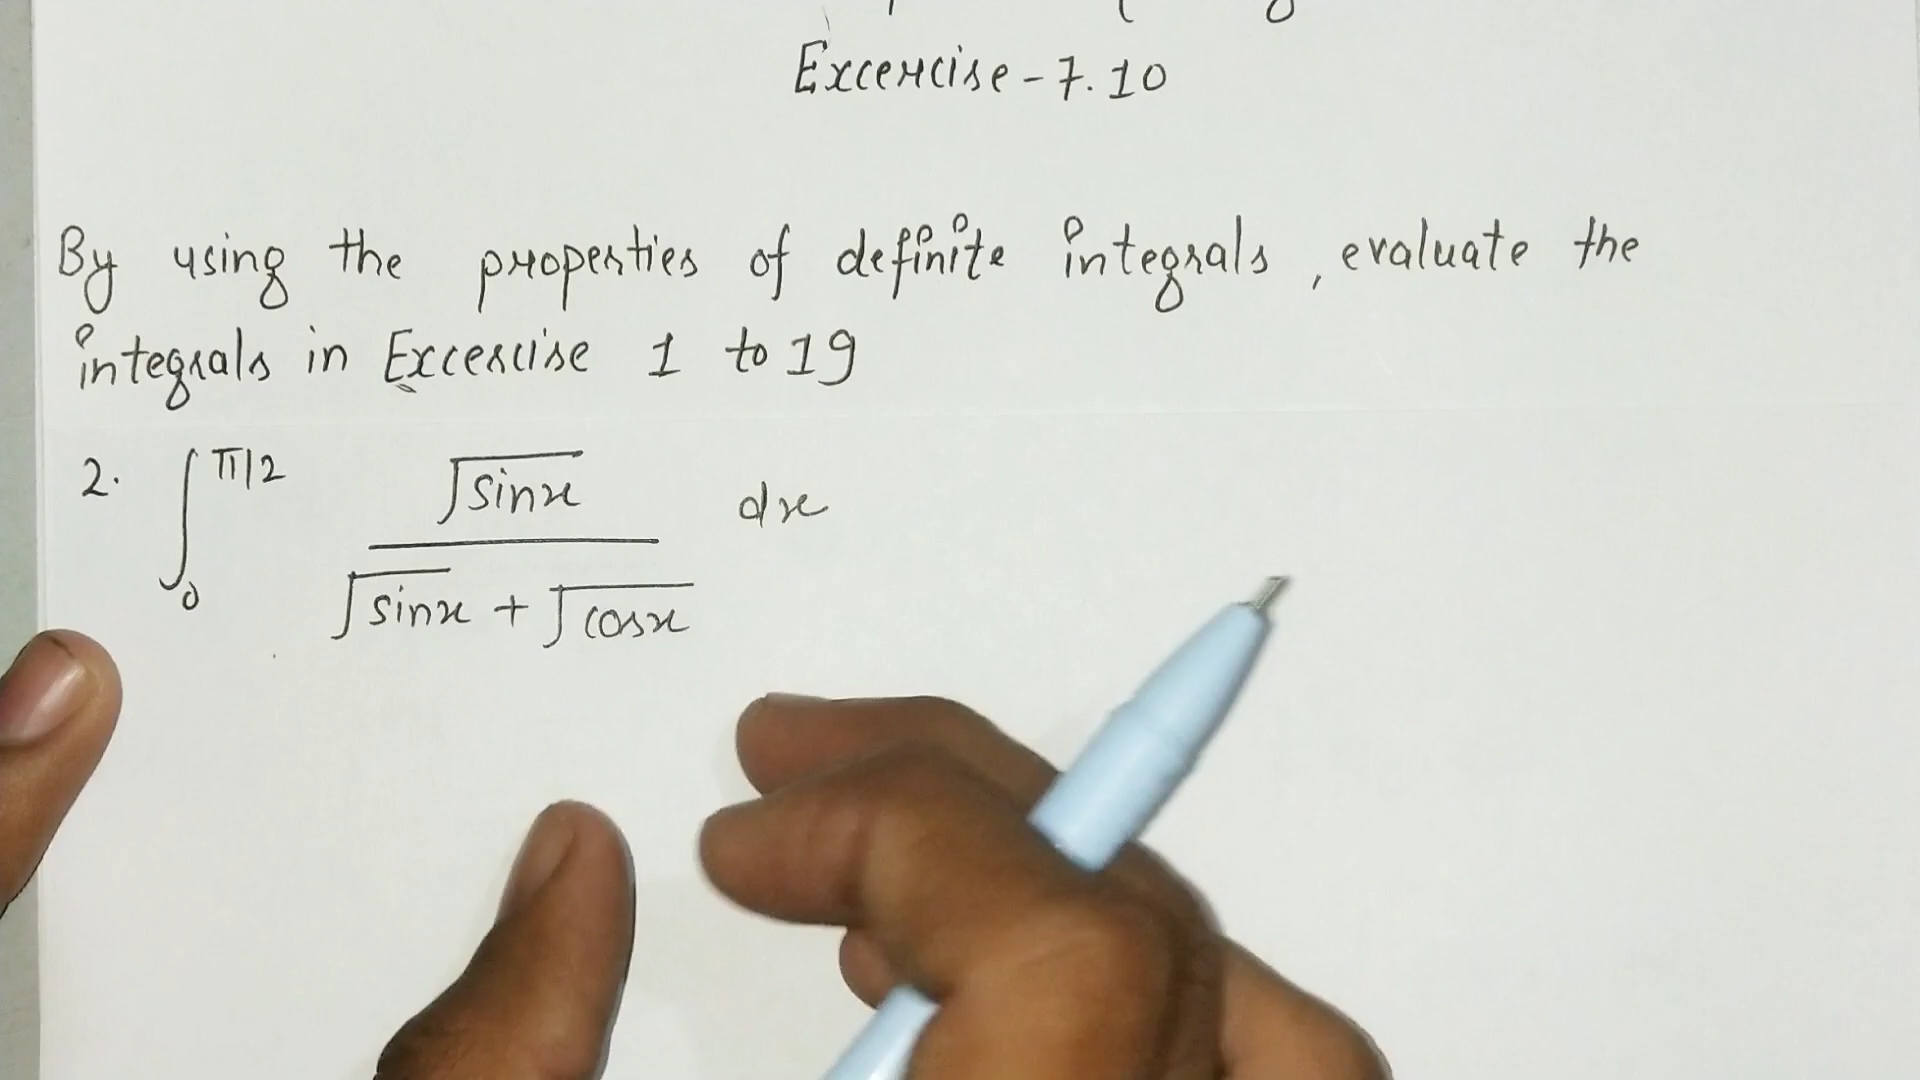 Excercise - 7.10
By using the properties of definite integrals, evaluate the
integrals in Excercise 1 to 19
2. ∫₀^π/2 √sinx / (√sinx + √cosx) dx